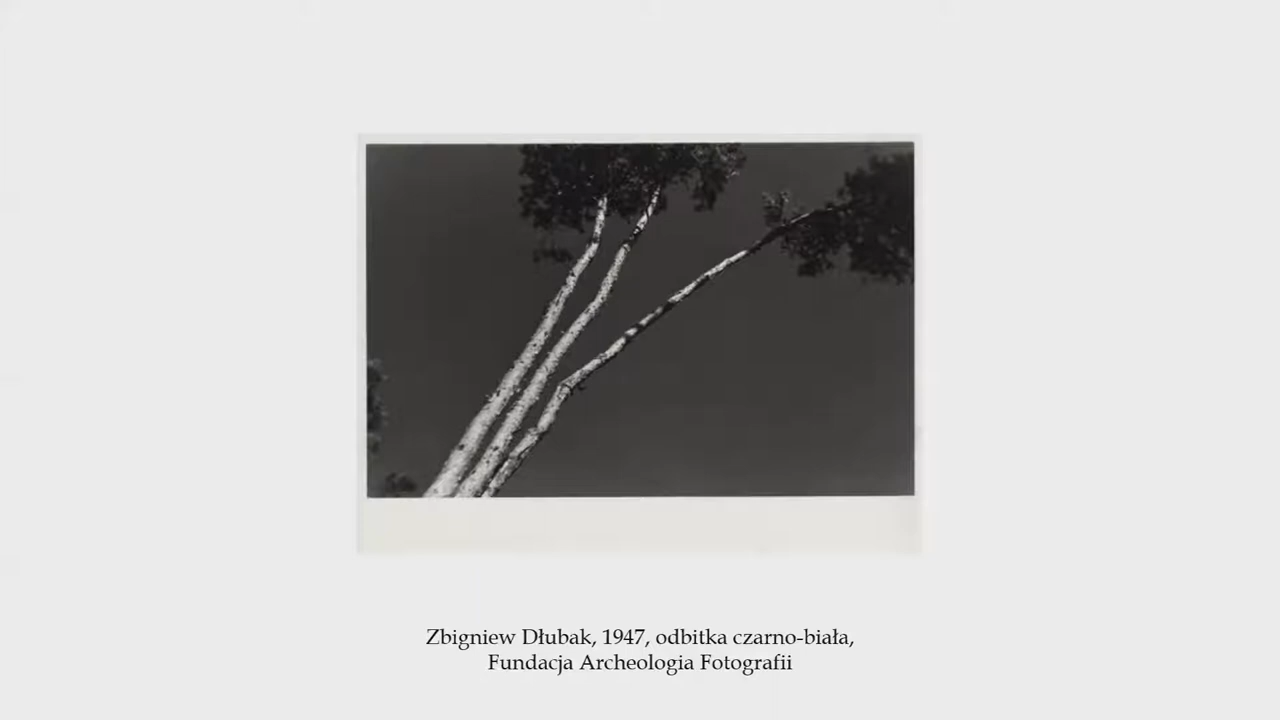 Zbigniew Dłubak, 1947, odbitka czarno-biała,
Fundacja Archeologia Fotografii